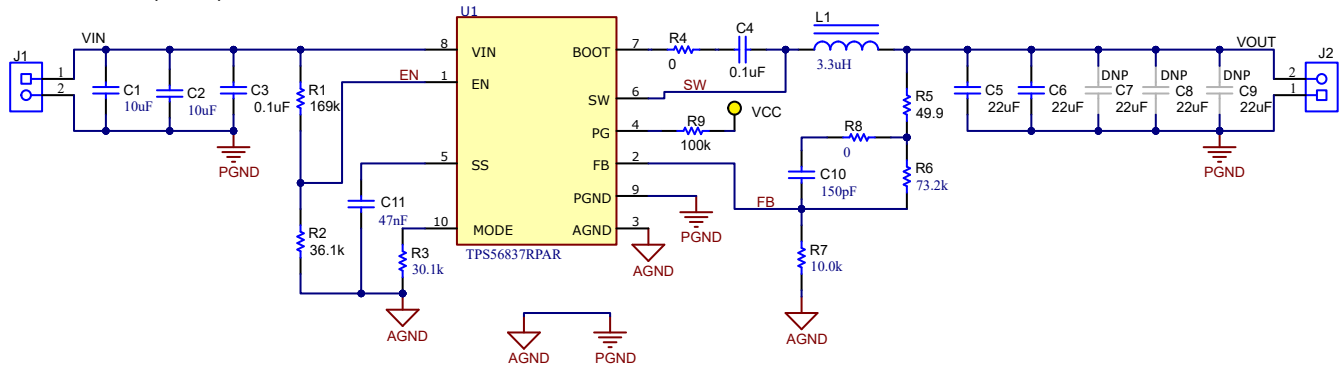 U1
J1
VIN
1
2
C1
10uF
C2
10uF
C3
0.1uF
PGND
R1
169k
EN
R2
36.1k
C11
47nF
R3
30.1k
AGND
8
VIN
1
EN
5
SS
10
MODE
BOOT
7
SW
6
PG
4
FB
2
PGND
9
AGND
3
TPS56837RPAR
R4
0
C4
0.1uF
SW
L1
3.3uH
R9
100k
VCC
FB
PGND
AGND
R8
0
C10
150pF
R5
49.9
R6
73.2k
R7
10.0k
AGND
C5
22uF
C6
22uF
DNP
C7
22uF
DNP
C8
22uF
DNP
C9
22uF
VOUT
J2
2
1
PGND
AGND
PGND